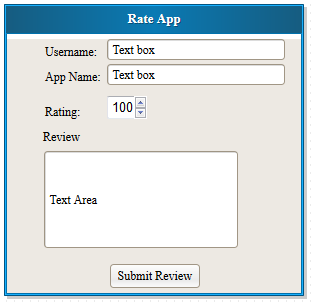 Rate App
Username: Text box
App Name: Text box
Rating: 100
Review
Text Area
Submit Review